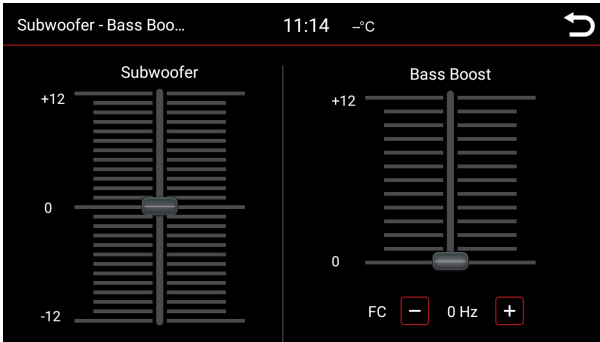 Subwoofer - Bass Boo...
11:14
--°C
Subwoofer
+12
0
-12
Bass Boost
+12
0
FC − 0 Hz +